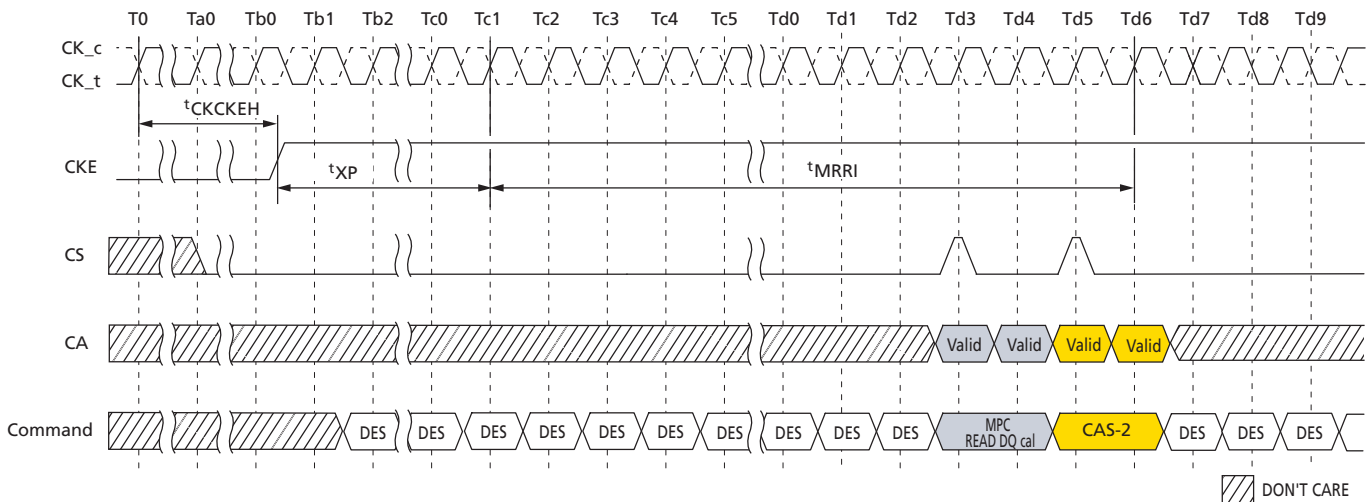 T0 Ta0 Tb0 Tb1 Tb2 Tc0 Tc1 Tc2 Tc3 Tc4 Tc5 Td0 Td1 Td2 Td3 Td4 Td5 Td6 Td7 Td8 Td9
CK_c
CK_t
tCKCKEH
CKE
tXP tMRRI
CS
CA Valid Valid Valid Valid
Command DES DES DES DES DES DES DES DES DES DES MPC READ DQ cal CAS-2 DES DES DES
DON'T CARE